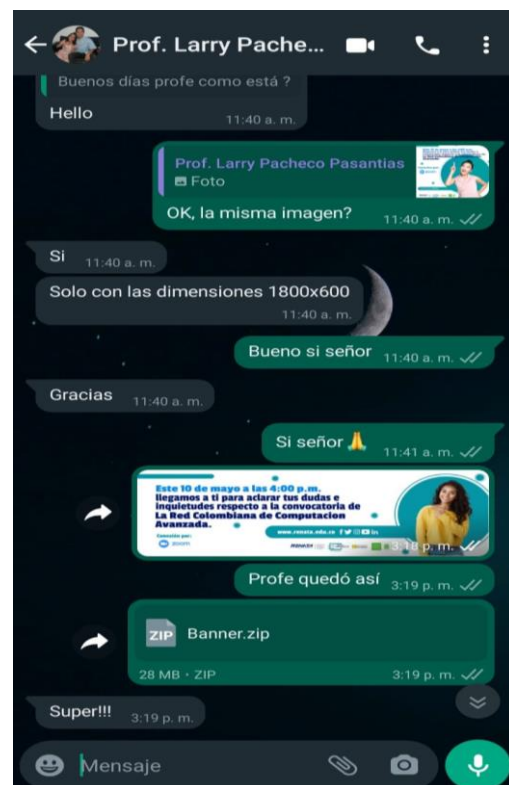 Prof. Larry Pache...
Buenos días profe como está ?
Hello
11:40 a. m.
Prof. Larry Pacheco Pasantias
Foto
OK, la misma imagen?
11:40 a. m.
Si
11:40 a. m.
Solo con las dimensiones 1800x600
11:40 a. m.
Bueno si señor
11:40 a. m.
Gracias
11:40 a. m.
Si señor
11:41 a. m.
Este 10 de mayo a las 4:00 p.m.
llegamos a ti para aclarar tus dudas e
inquietudes respecto a la convocatoria de
La Red Colombiana de Computacion
Avanzada.
www.renata.edu.co
Conexión por:
zoom
RENATA
3:18 p. m.
Profe quedó así
3:19 p. m.
ZIP
Banner.zip
28 MB · ZIP
3:19 p. m.
Super!!!
3:19 p. m.
Mensaje